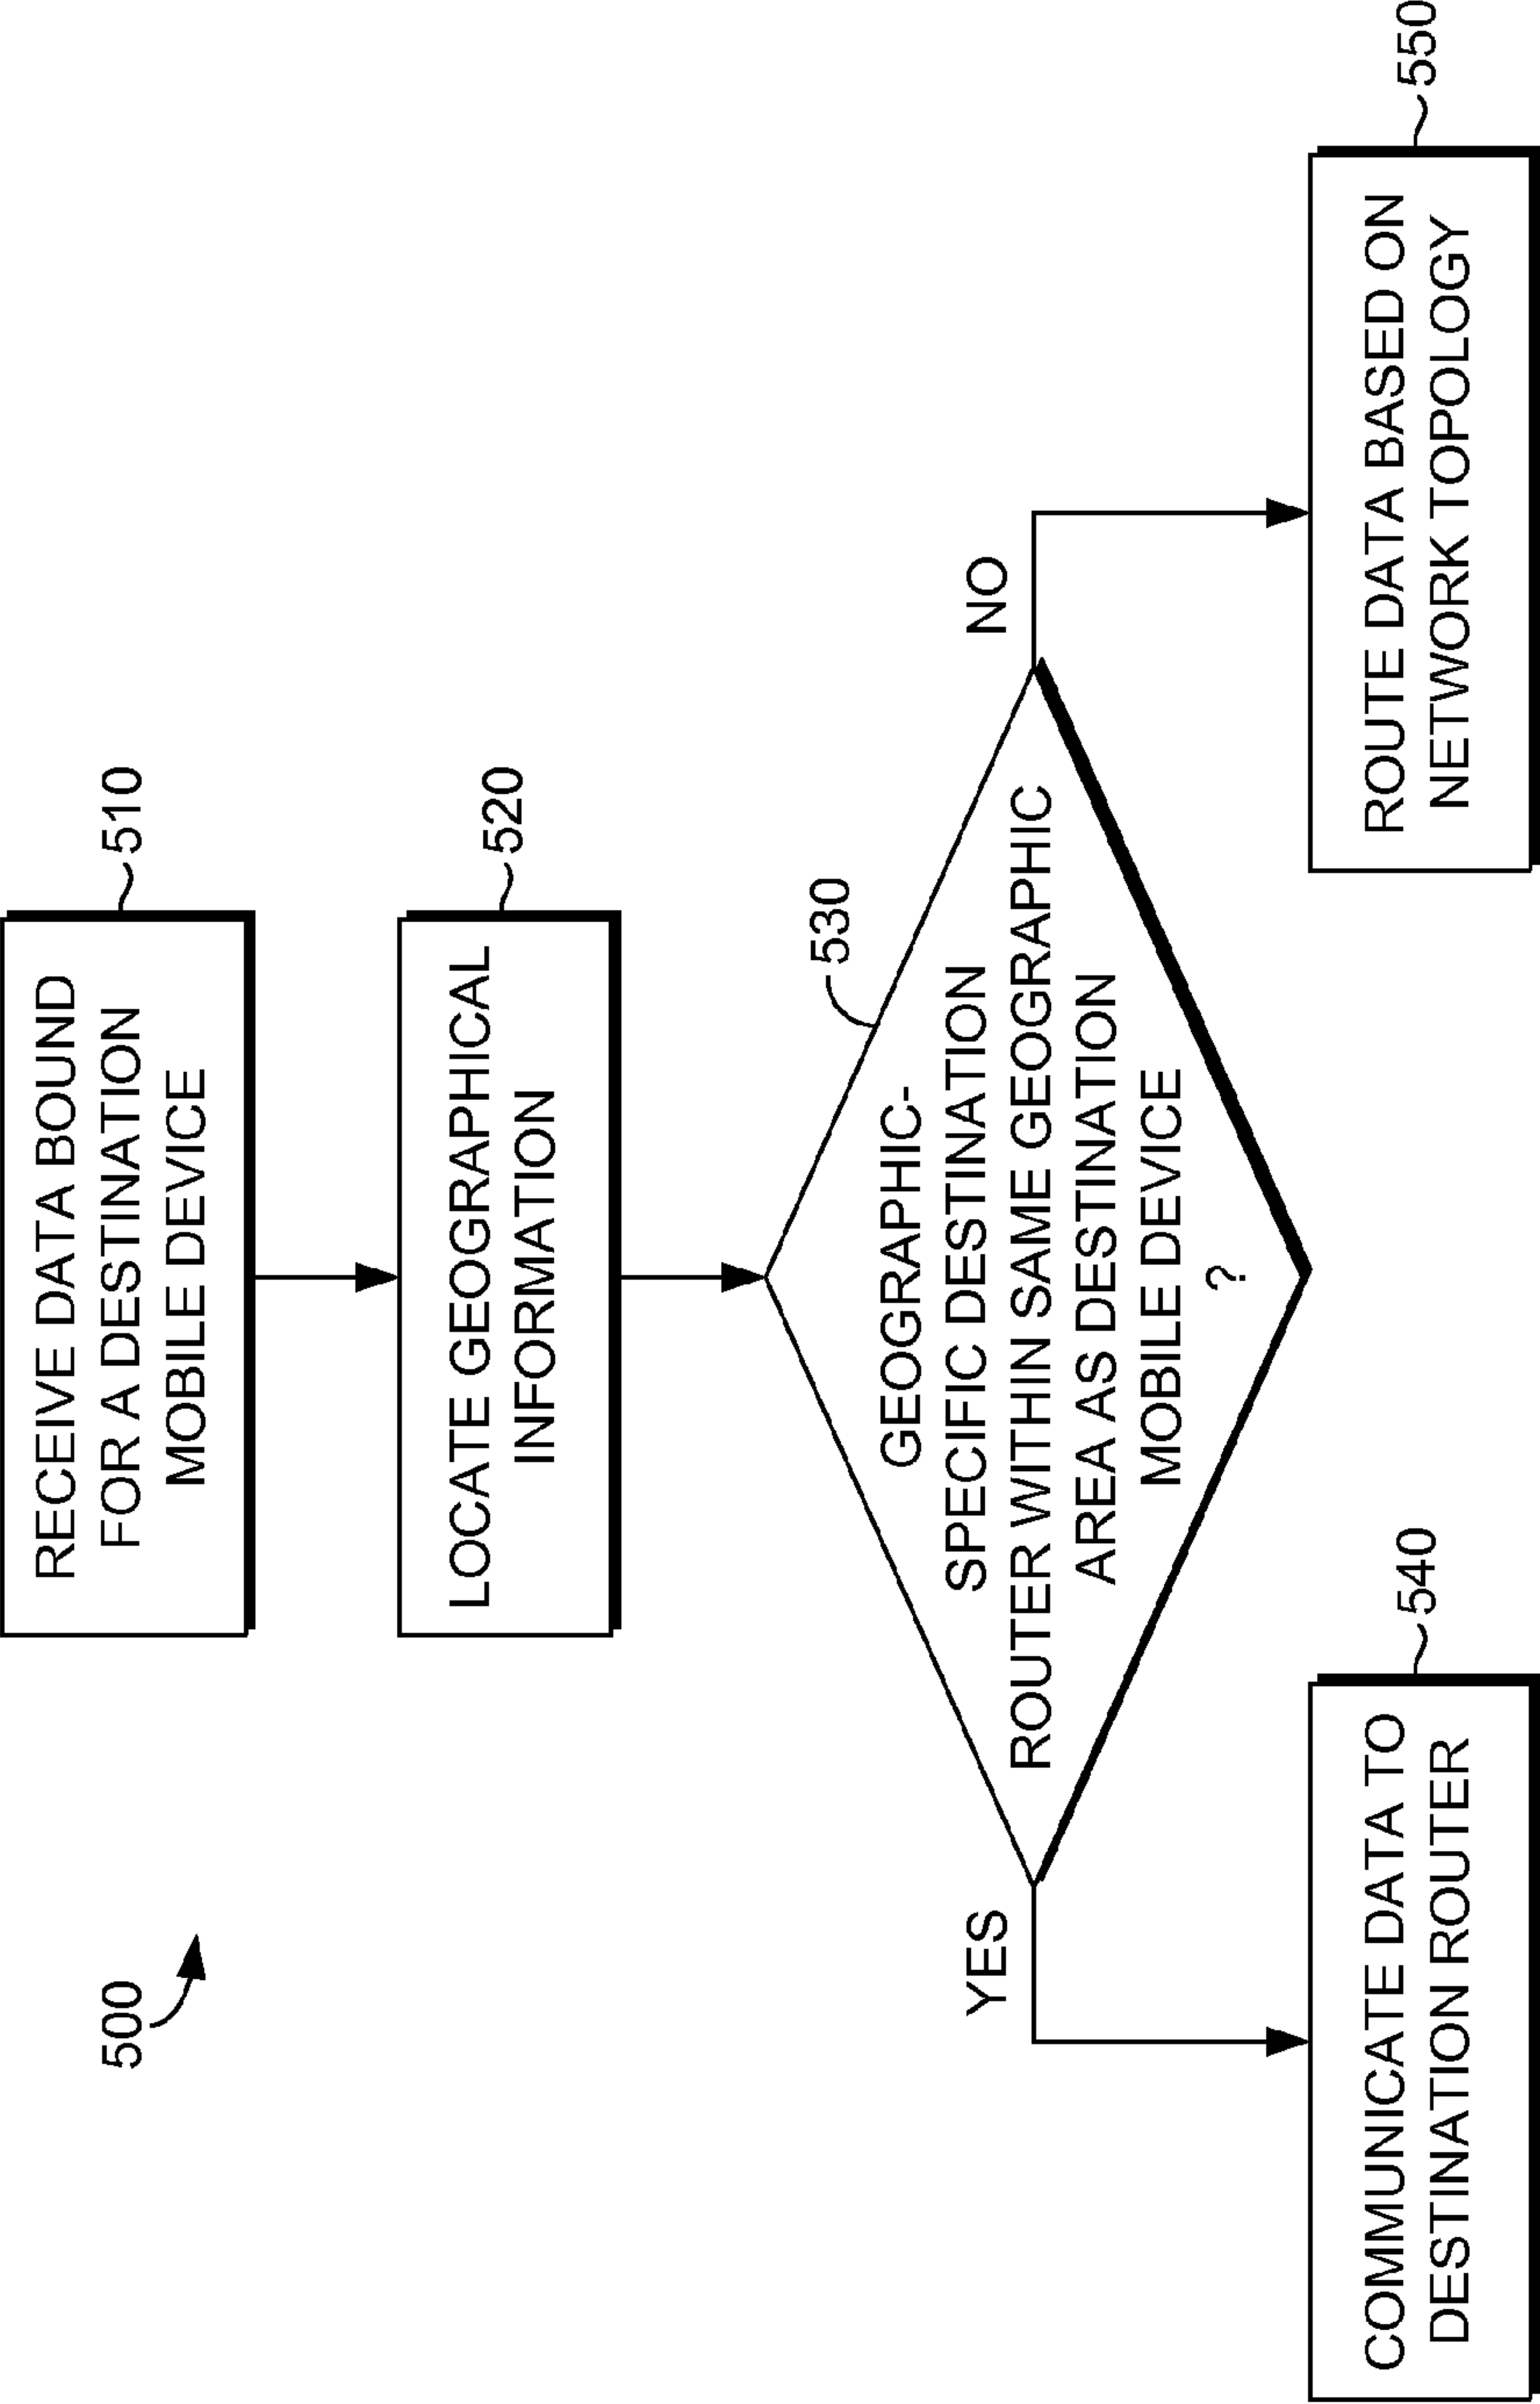 500
RECEIVE DATA BOUND
FOR A DESTINATION
MOBILE DEVICE
510
LOCATE GEOGRAPHICAL
INFORMATION
520
530
GEOGRAPHIC-
SPECIFIC DESTINATION
ROUTER WITHIN SAME GEOGRAPHIC
AREA AS DESTINATION
MOBILE DEVICE
?
YES
NO
COMMUNICATE DATA TO
DESTINATION ROUTER
540
ROUTE DATA BASED ON
NETWORK TOPOLOGY
550